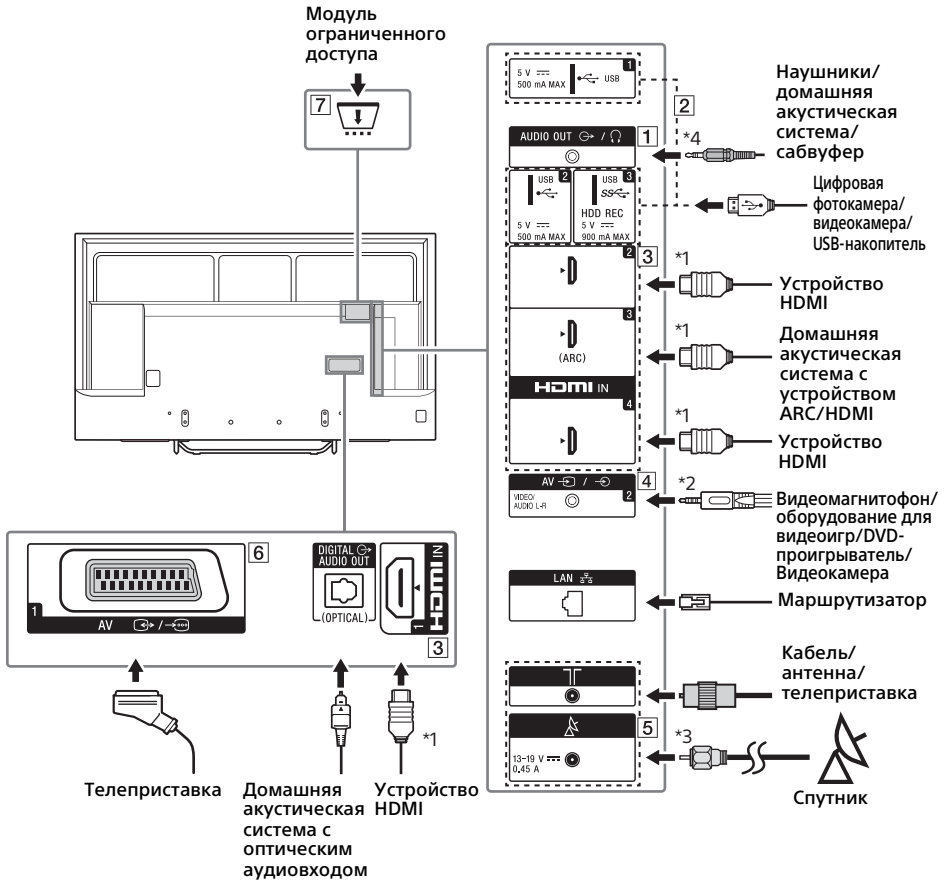 Модуль
ограниченного
доступа
7
5 V
500 mA MAX
USB
1
2
AUDIO OUT /
1
*4
Наушники/
домашняя
акустическая
система/
сабвуфер
USB 2
5 V
500 mA MAX
USB 3
SS
HDD REC
5 V
900 mA MAX
Цифровая
фотокамера/
видеокамера/
USB-накопитель
2
3
*1
Устройство
HDMI
3
(ARC)
*1
Домашняя
акустическая
система с
устройством
ARC/HDMI
HDMI IN
4
*1
Устройство
HDMI
AV /
4
VIDEO/
AUDIO L-R
2
*2
Видеомагнитофон/
оборудование для
видеоигр/DVD-
проигрыватель/
Видеокамера
LAN
Маршрутизатор
Кабель/
антенна/
телеприставка
5
13-19 V
0.45 A
*3
Спутник
6
1
AV /
DIGITAL
AUDIO OUT
(OPTICAL)
HDMI IN
1
3
*1
Телеприставка
Домашняя
акустическая
система с
оптическим
аудиовходом
Устройство
HDMI